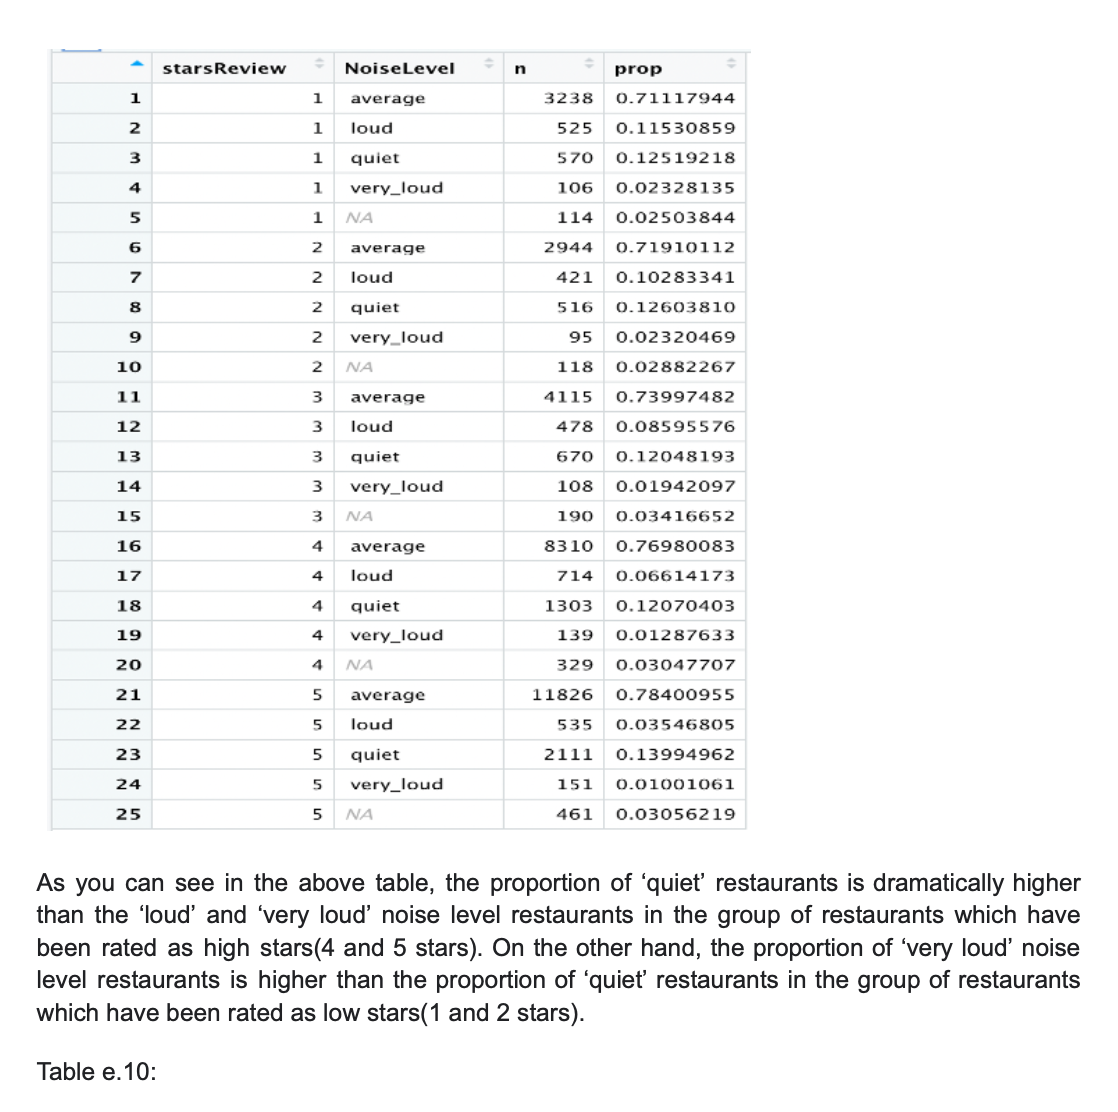 starsReview NoiseLevel n prop
1 1 average 3238 0.71117944
2 1 loud 525 0.11530859
3 1 quiet 570 0.12519218
4 1 very_loud 106 0.02328135
5 1 NA 114 0.02503844
6 2 average 2944 0.71910112
7 2 loud 421 0.10283341
8 2 quiet 516 0.12603810
9 2 very_loud 95 0.02320469
10 2 NA 118 0.02882267
11 3 average 4115 0.73997482
12 3 loud 478 0.08595576
13 3 quiet 670 0.12048193
14 3 very_loud 108 0.01942097
15 3 NA 190 0.03416652
16 4 average 8310 0.76980083
17 4 loud 714 0.06614173
18 4 quiet 1303 0.12070403
19 4 very_loud 139 0.01287633
20 4 NA 329 0.03047707
21 5 average 11826 0.78400955
22 5 loud 535 0.03546805
23 5 quiet 2111 0.13994962
24 5 very_loud 151 0.01001061
25 5 NA 461 0.03056219
As you can see in the above table, the proportion of ‘quiet’ restaurants is dramatically higher
than the ‘loud’ and ‘very loud’ noise level restaurants in the group of restaurants which have
been rated as high stars(4 and 5 stars). On the other hand, the proportion of ‘very loud’ noise
level restaurants is higher than the proportion of ‘quiet’ restaurants in the group of restaurants
which have been rated as low stars(1 and 2 stars).
Table e.10: